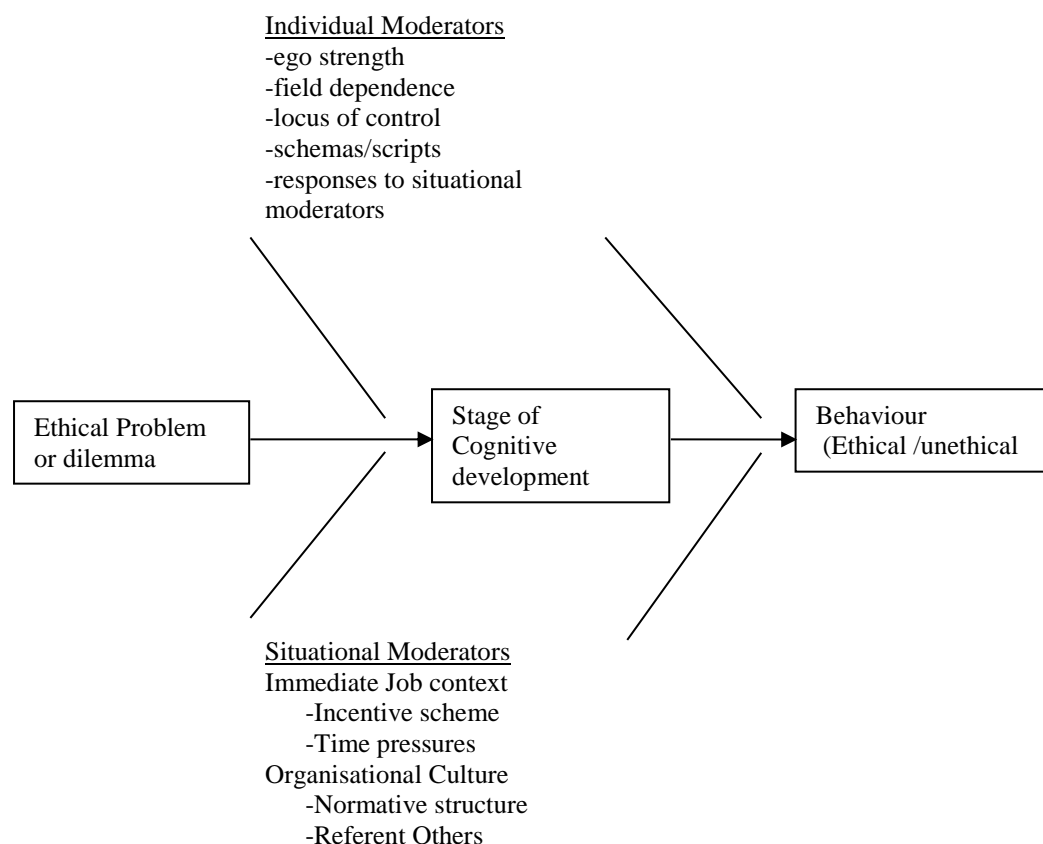 Individual Moderators
-ego strength
-field dependence
-locus of control
-schemas/scripts
-responses to situational
moderators
Ethical Problem
or dilemma
Stage of
Cognitive
development
Behaviour
(Ethical /unethical
Situational Moderators
Immediate Job context
-Incentive scheme
-Time pressures
Organisational Culture
-Normative structure
-Referent Others